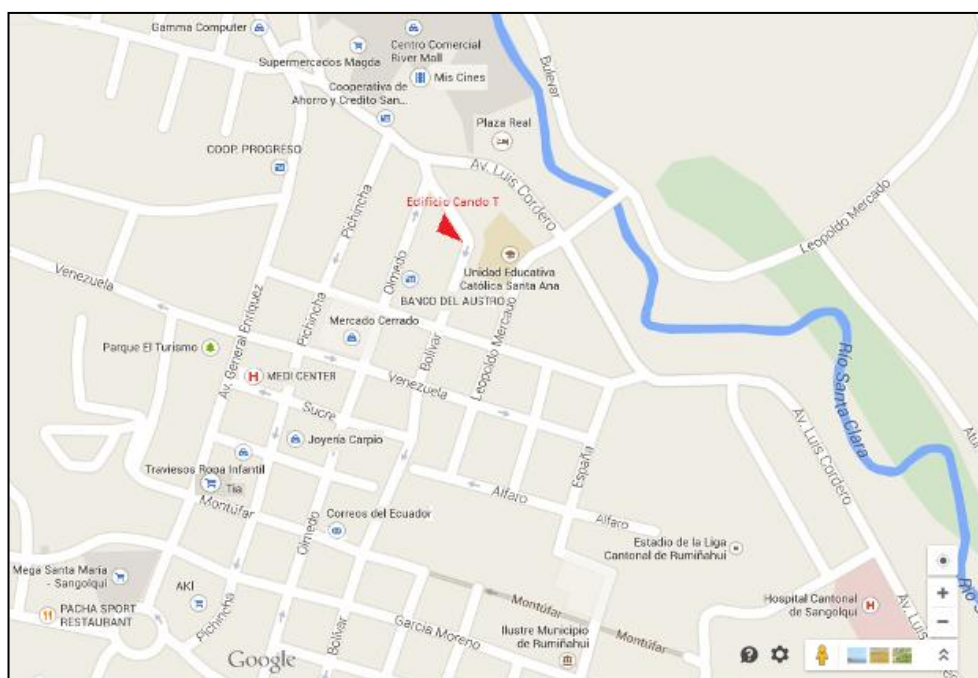 Gamma Computer
Supermercados Magda
Centro Comercial
River Mall
Mis Cines
Cooperativa de
Ahorro y Credito San...
Bulevar
Plaza Real
COOP. PROGRESO
Av. Luis Cordero
Pichincha
Edificio Cando T
Leopoldo Mercado
Unidad Educativa
Católica Santa Ana
Olmedo
Venezuela
BANCO DEL AUSTRO
Av. General Enríquez
Pichincha
Mercado Cerrado
Bolívar
Leopoldo Mercado
Parque El Turismo
MEDI CENTER
Venezuela
Río Santa Clara
Sucre
Joyería Carpio
España
Av. Luis Cordero
Traviesos Ropa Infantil
Tía
Alfaro
Alfaro
Montúfar
Correos del Ecuador
Olmedo
Estadio de la Liga
Cantonal de Rumiñahui
Mega Santa Maria
- Sangolqui
AKI
Montúfar
Hospital Cantonal
de Sangolqui
PACHA SPORT
RESTAURANT
Pichincha
Bolívar
García Moreno
Montúfar
Ilustre Municipio
de Rumiñahui
Av. Luis
Google